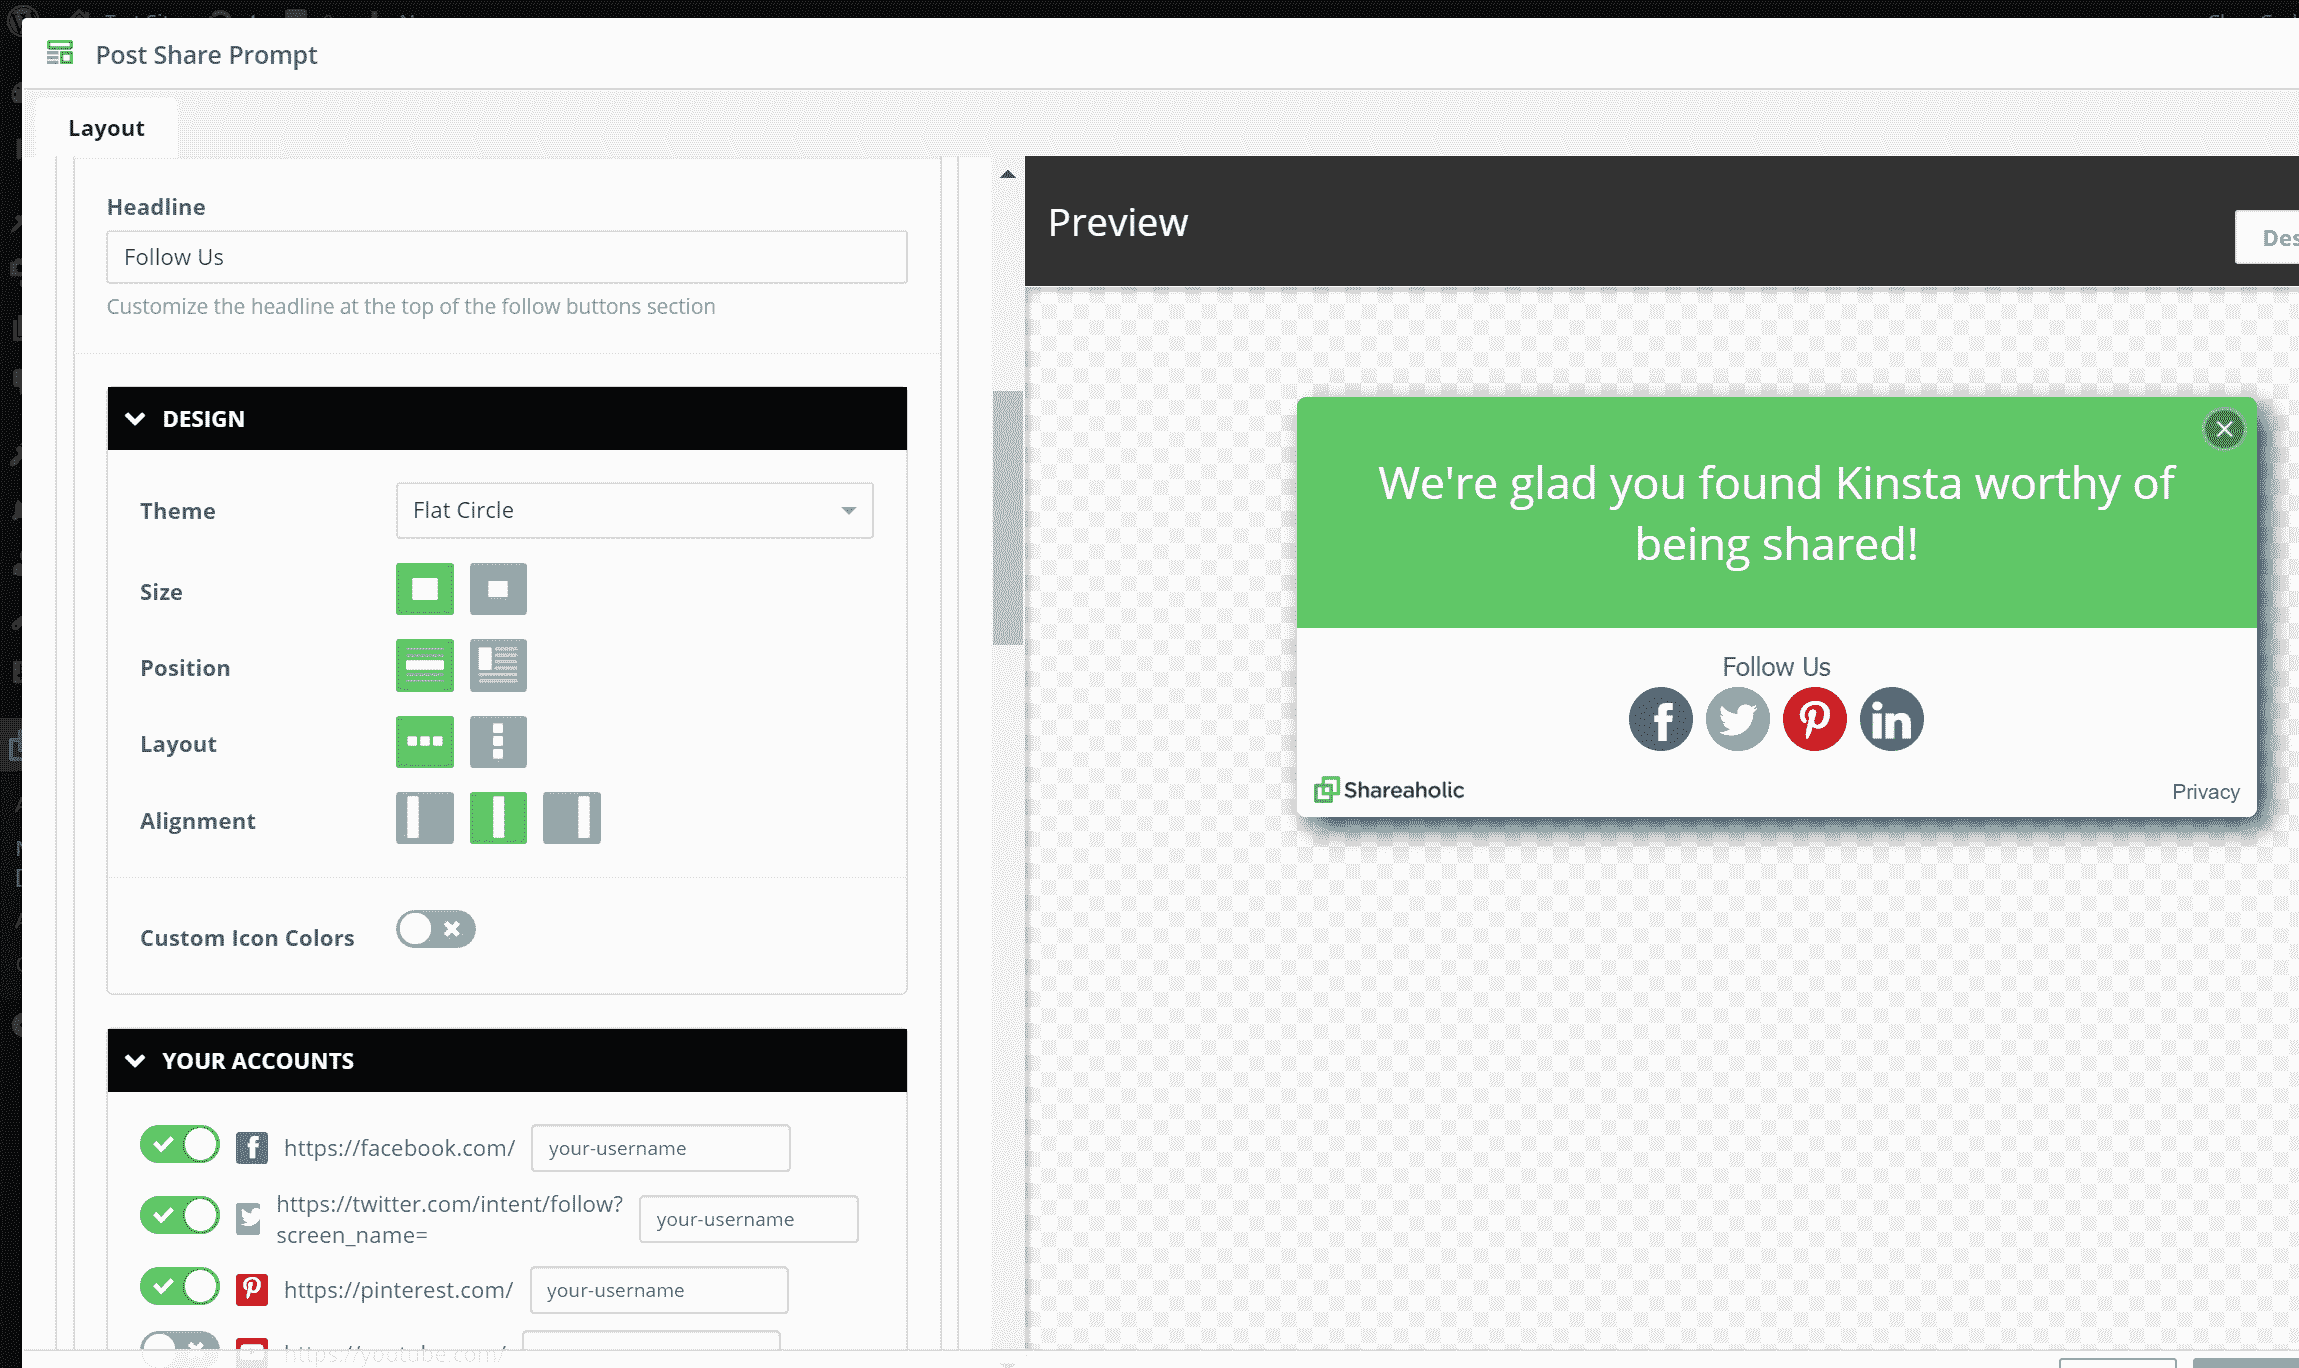 Post Share Prompt
Layout
Headline
Follow Us
Customize the headline at the top of the follow buttons section
DESIGN
Theme
Flat Circle
Size
Position
Layout
Alignment
Custom Icon Colors
YOUR ACCOUNTS
https://facebook.com/ your-username
https://twitter.com/intent/follow?
screen_name= your-username
https://pinterest.com/ your-username
https://youtube.com/
Preview
Des
We're glad you found Kinsta worthy of
being shared!
Follow Us
Shareaholic
Privacy